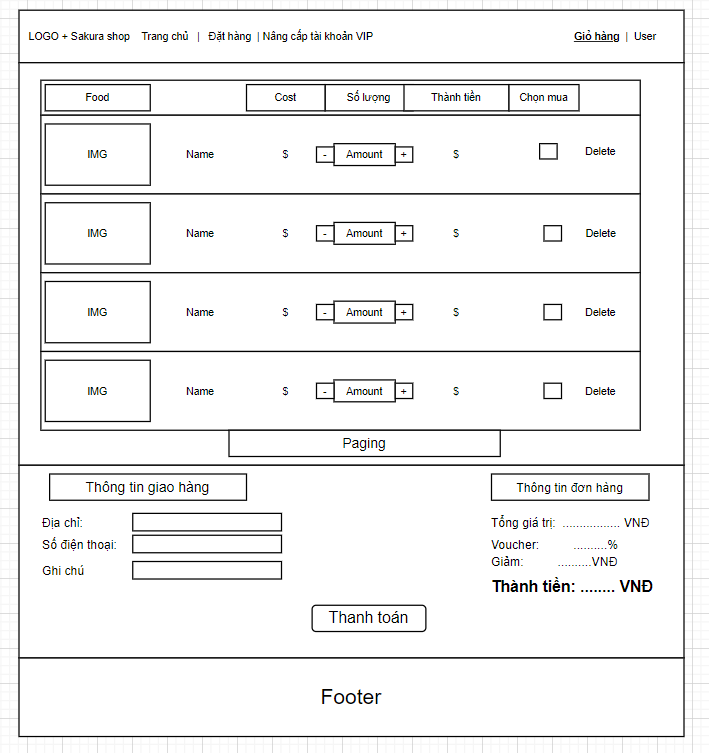 LOGO + Sakura shop Trang chủ | Đặt hàng | Nâng cấp tài khoản VIP Giỏ hàng | User
Food Cost Số lượng Thành tiền Chọn mua
IMG Name $ - Amount + $ Delete
IMG Name $ - Amount + $ Delete
IMG Name $ - Amount + $ Delete
IMG Name $ - Amount + $ Delete
Paging
Thông tin giao hàng
Địa chỉ:
Số điện thoại:
Ghi chú
Thông tin đơn hàng
Tổng giá trị: ................. VNĐ
Voucher: ..........%
Giảm: ..........VNĐ
Thành tiền: ........ VNĐ
Thanh toán
Footer